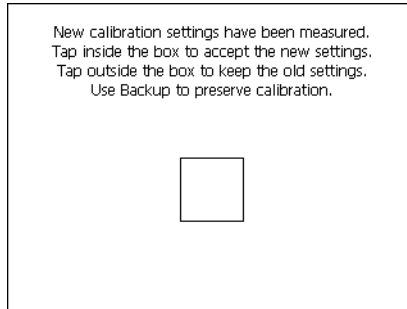 New calibration settings have been measured.
Tap inside the box to accept the new settings.
Tap outside the box to keep the old settings.
Use Backup to preserve calibration.